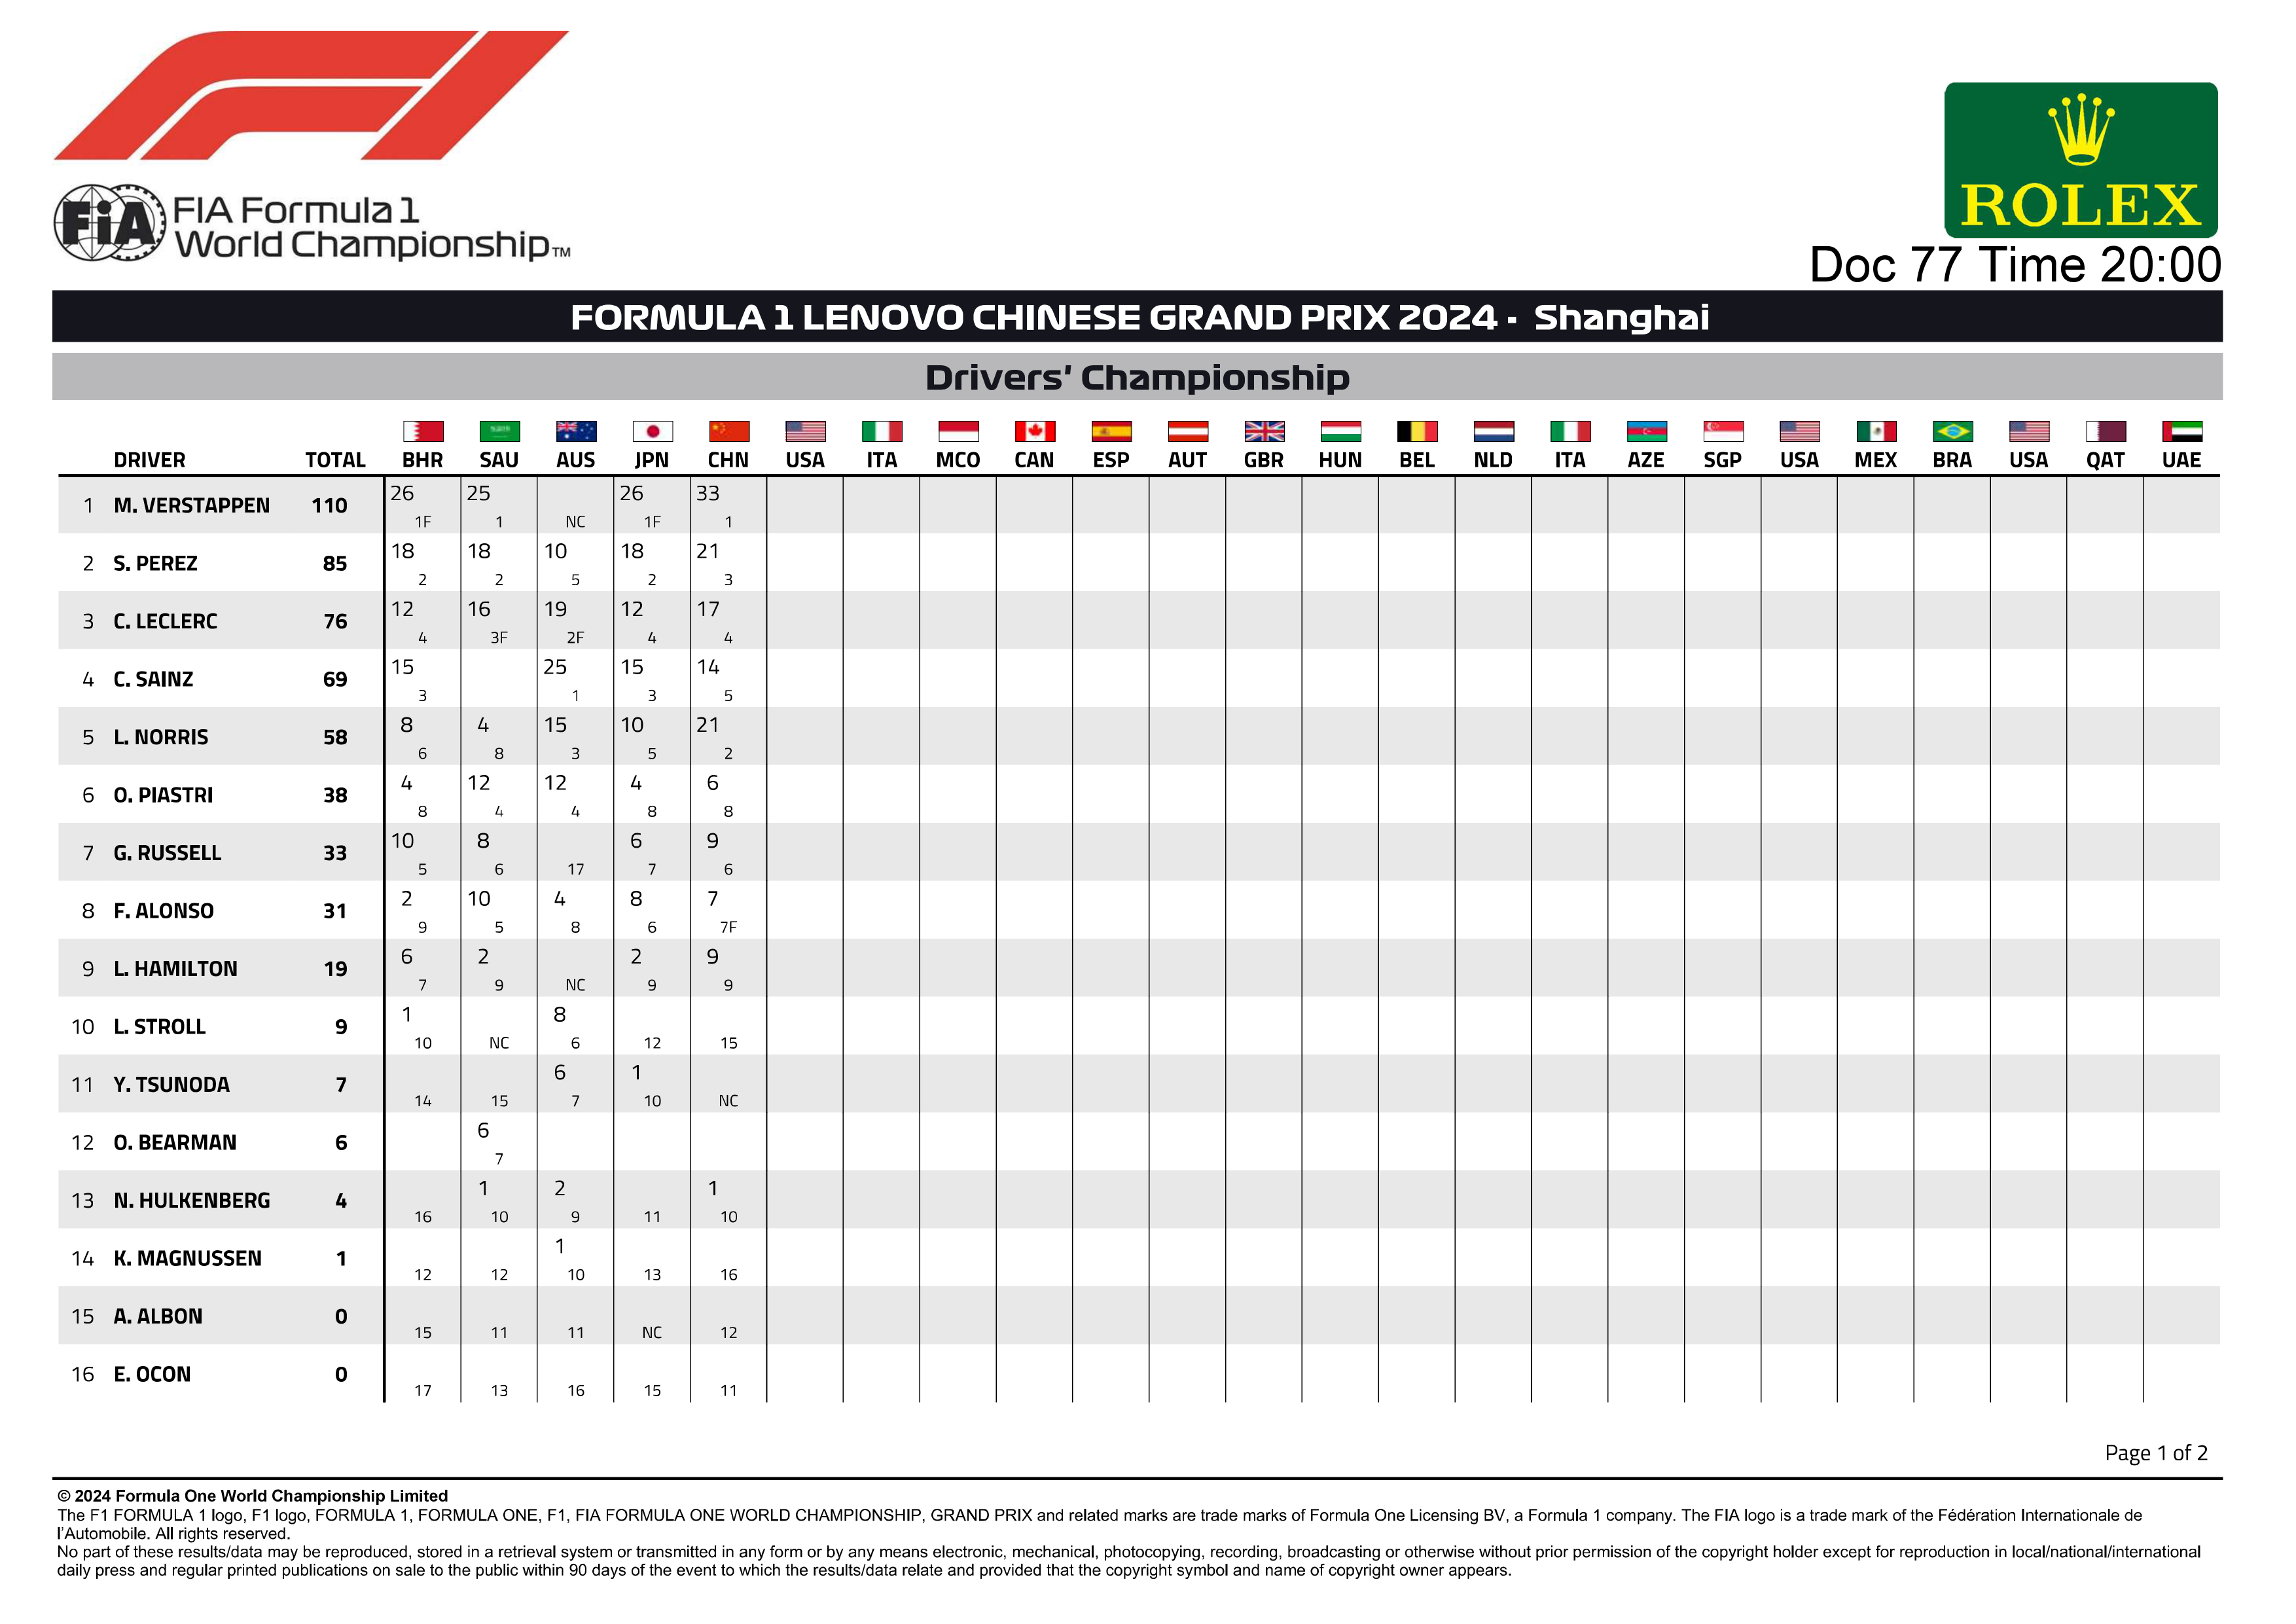 FIA FIA Formula 1
World Championship™
ROLEX
Doc 77 Time 20:00
FORMULA 1 LENOVO CHINESE GRAND PRIX 2024 - Shanghai
Drivers' Championship
DRIVER TOTAL BHR SAU AUS JPN CHN USA ITA MCO CAN ESP AUT GBR HUN BEL NLD ITA AZE SGP USA MEX BRA USA QAT UAE
26 25 26 33
1 M. VERSTAPPEN 110
1F 1 NC 1F 1
18 18 10 18 21
2 S. PEREZ 85
2 2 5 2 3
12 16 19 12 17
3 C. LECLERC 76
4 3F 2F 4 4
15 25 15 14
4 C. SAINZ 69
3 1 3 5
8 4 15 10 21
5 L. NORRIS 58
6 8 3 5 2
4 12 12 4 6
6 O. PIASTRI 38
8 4 4 8 8
10 8 6 9
7 G. RUSSELL 33
5 6 17 7 6
2 10 4 8 7
8 F. ALONSO 31
9 5 8 6 7F
6 2 2 9
9 L. HAMILTON 19
7 9 NC 9 9
1 8
10 L. STROLL 9
10 NC 6 12 15
6 1
11 Y. TSUNODA 7
14 15 7 10 NC
6
12 O. BEARMAN 6
7
1 2 1
13 N. HULKENBERG 4
16 10 9 11 10
1
14 K. MAGNUSSEN 1
12 12 10 13 16
15 A. ALBON 0
15 11 11 NC 12
16 E. OCON 0
17 13 16 15 11
Page 1 of 2
© 2024 Formula One World Championship Limited
The F1 FORMULA 1 logo, F1 logo, FORMULA 1, FORMULA ONE, F1, FIA FORMULA ONE WORLD CHAMPIONSHIP, GRAND PRIX and related marks are trade marks of Formula One Licensing BV, a Formula 1 company. The FIA logo is a trade mark of the Fédération Internationale de
l'Automobile. All rights reserved.
No part of these results/data may be reproduced, stored in a retrieval system or transmitted in any form or by any means electronic, mechanical, photocopying, recording, broadcasting or otherwise without prior permission of the copyright holder except for reproduction in local/national/international
daily press and regular printed publications on sale to the public within 90 days of the event to which the results/data relate and provided that the copyright symbol and name of copyright owner appears.